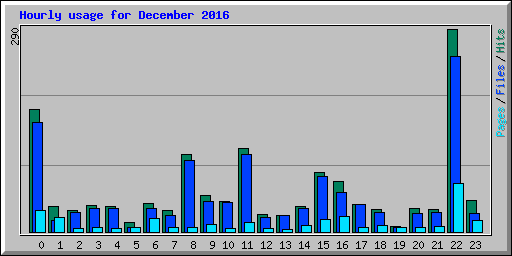 Hourly usage for December 2016
290
Pages / Files / Hits
0 1 2 3 4 5 6 7 8 9 10 11 12 13 14 15 16 17 18 19 20 21 22 23